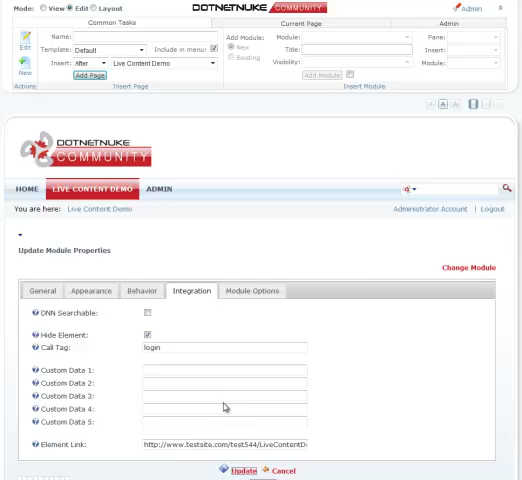 Mode: View Edit Layout DOTNETNUKE COMMUNITY Admin
Common Tasks Current Page Admin
Edit Name: Add Module: Module: Pane:
New Title: Insert:
Template: Default Include in menu: Existing
Insert: After Live Content Demo Visibility: Module:
New Add Page Add Module
Actions Insert Page Insert Module
DOTNETNUKE
COMMUNITY
HOME LIVE CONTENT DEMO ADMIN
You are here: Live Content Demo Administrator Account | Logout
Update Module Properties
Change Module
General Appearance Behavior Integration Module Options
DNN Searchable:
Hide Element:
Call Tag: login
Custom Data 1:
Custom Data 2:
Custom Data 3:
Custom Data 4:
Custom Data 5:
Element Link: http://www.testsite.com/test544/LiveContentD
Update Cancel